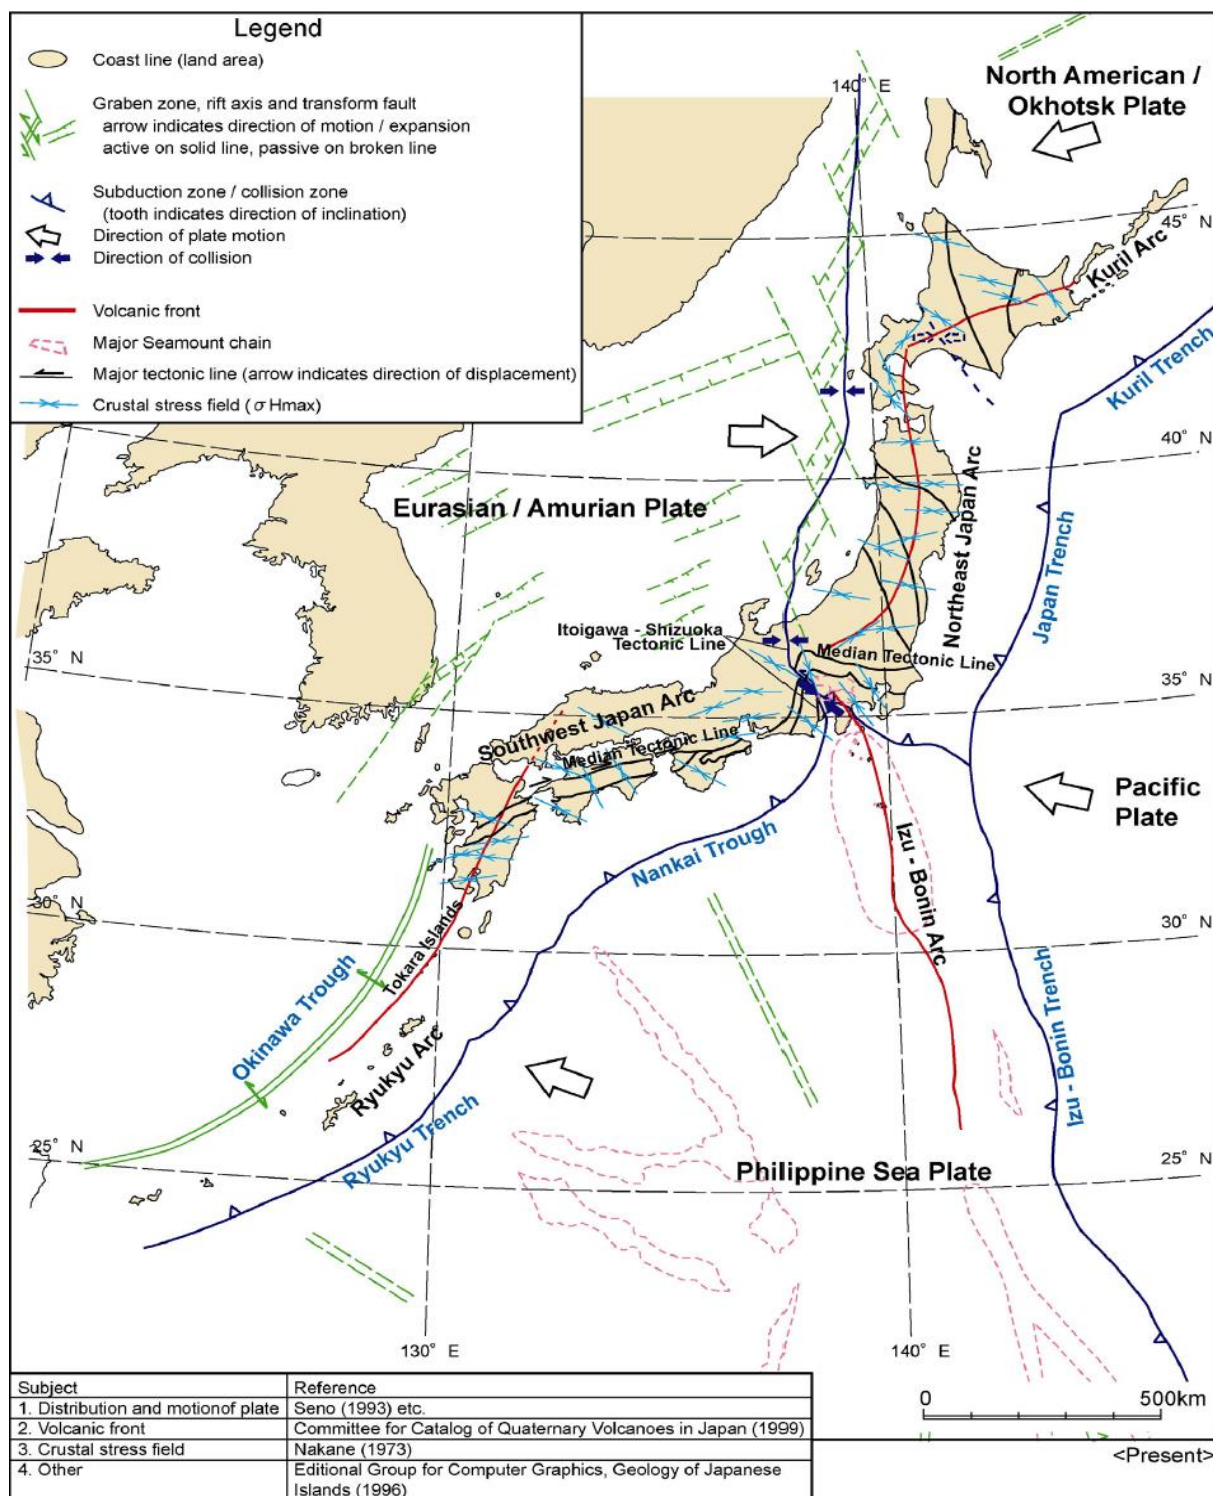 Legend
Coast line (land area)
Graben zone, rift axis and transform fault
arrow indicates direction of motion / expansion
active on solid line, passive on broken line
Subduction zone / collision zone
(tooth indicates direction of inclination)
Direction of plate motion
Direction of collision
Volcanic front
Major Seamount chain
Major tectonic line (arrow indicates direction of displacement)
Crustal stress field (σHmax)
140° E
North American /
Okhotsk Plate
45° N
Kuril Arc
Kuril Trench
40° N
Eurasian / Amurian Plate
Northeast Japan Arc
Japan Trench
Itoigawa - Shizuoka
Tectonic Line
Median Tectonic Line
35° N
35° N
Southwest Japan Arc
Median Tectonic Line
Pacific
Plate
Nankai Trough
Izu - Bonin Arc
30° N
30° N
Tokara Islands
Okinawa Trough
Ryukyu Arc
Izu - Bonin Trench
Ryukyu Trench
25° N
25° N
Philippine Sea Plate
130° E
140° E
0 500km
<Present>
Subject Reference
1. Distribution and motionof plate Seno (1993) etc.
2. Volcanic front Committee for Catalog of Quaternary Volcanoes in Japan (1999)
3. Crustal stress field Nakane (1973)
4. Other Editional Group for Computer Graphics, Geology of Japanese
Islands (1996)